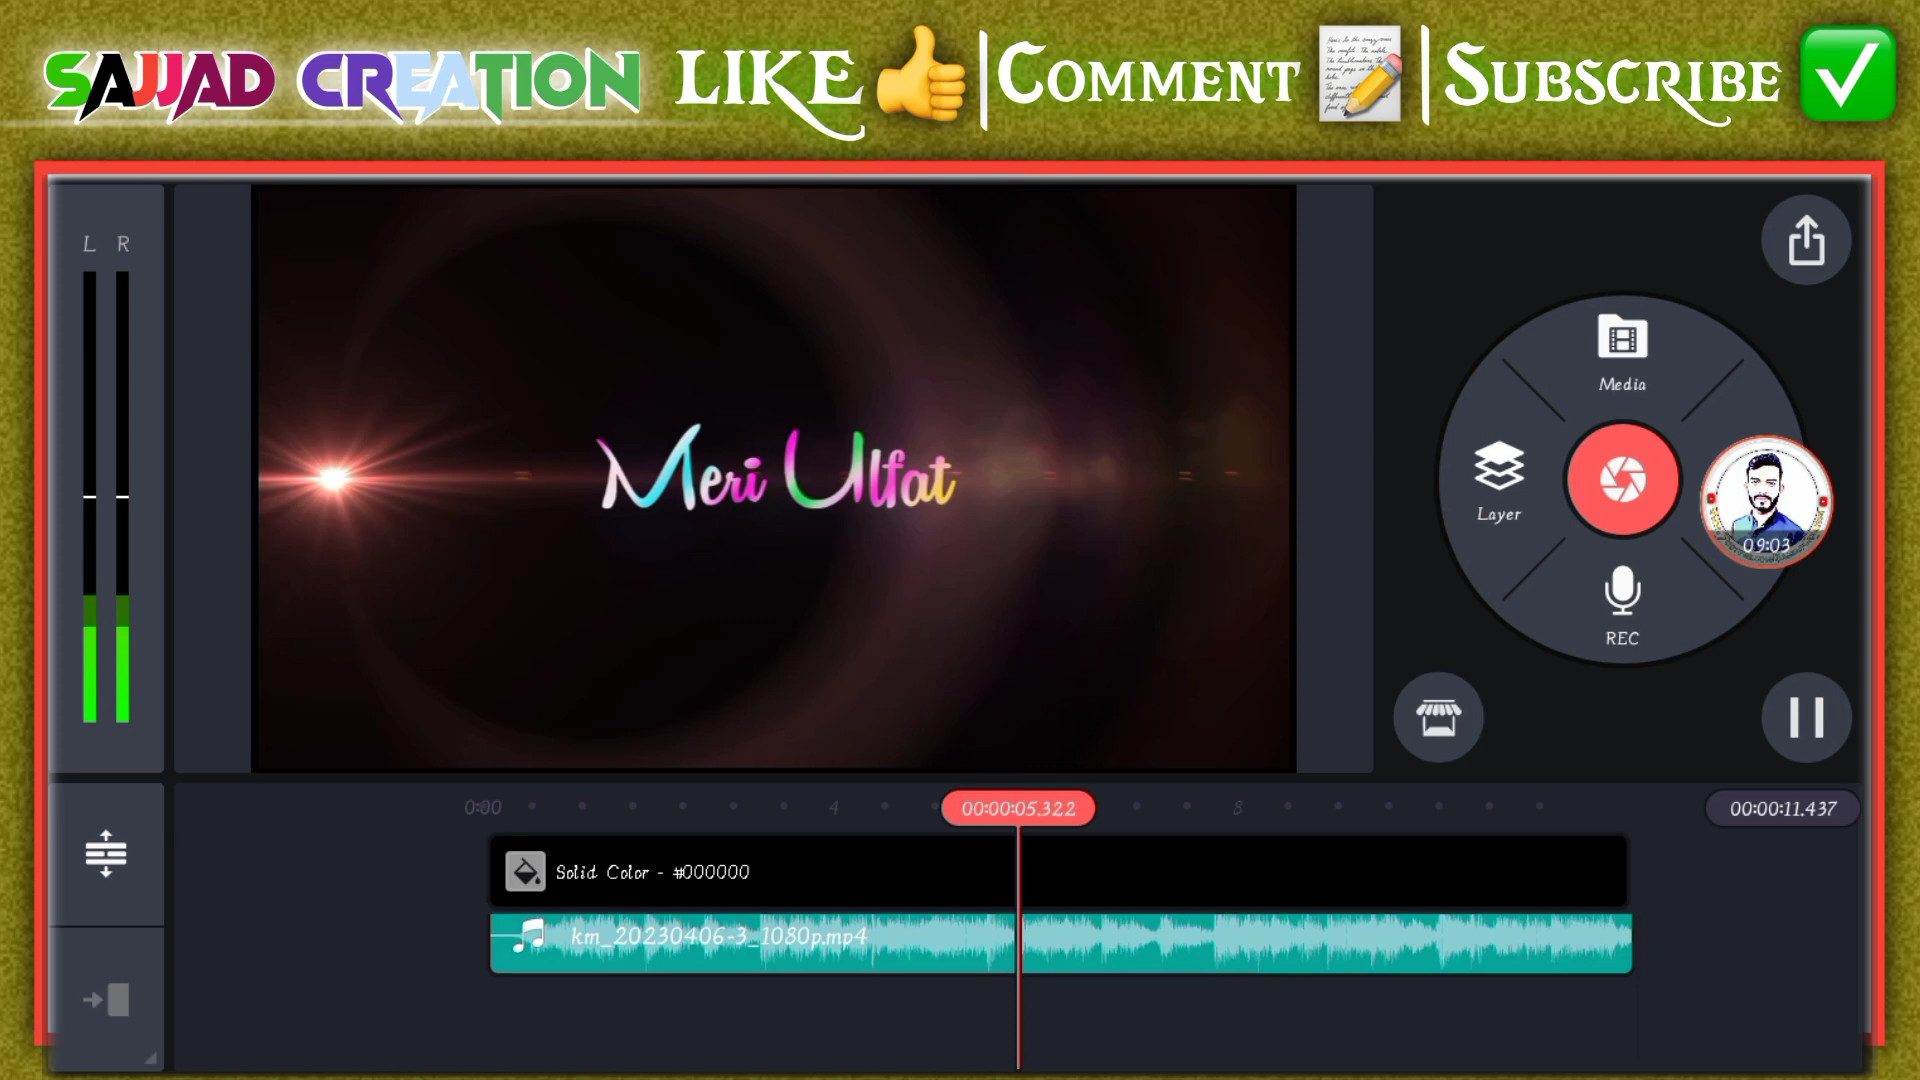 SAJJAD CREATION LIKE👍|COMMENT📝|SUBSCRIBE✅
L R
Meri Ulfat
Media
Layer
09:03
REC
0:00 4 00:00:05.322 8 00:00:11.437
Solid Color - #000000
km_20230406-3_1080p.mp4